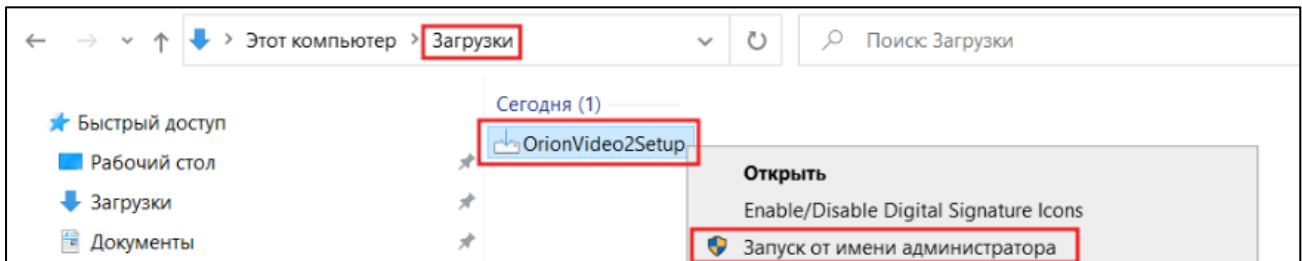 Этот компьютер > Загрузки
Поиск: Загрузки
Быстрый доступ
Рабочий стол
Загрузки
Документы
Сегодня (1)
OrionVideo2Setup
Открыть
Enable/Disable Digital Signature Icons
Запуск от имени администратора